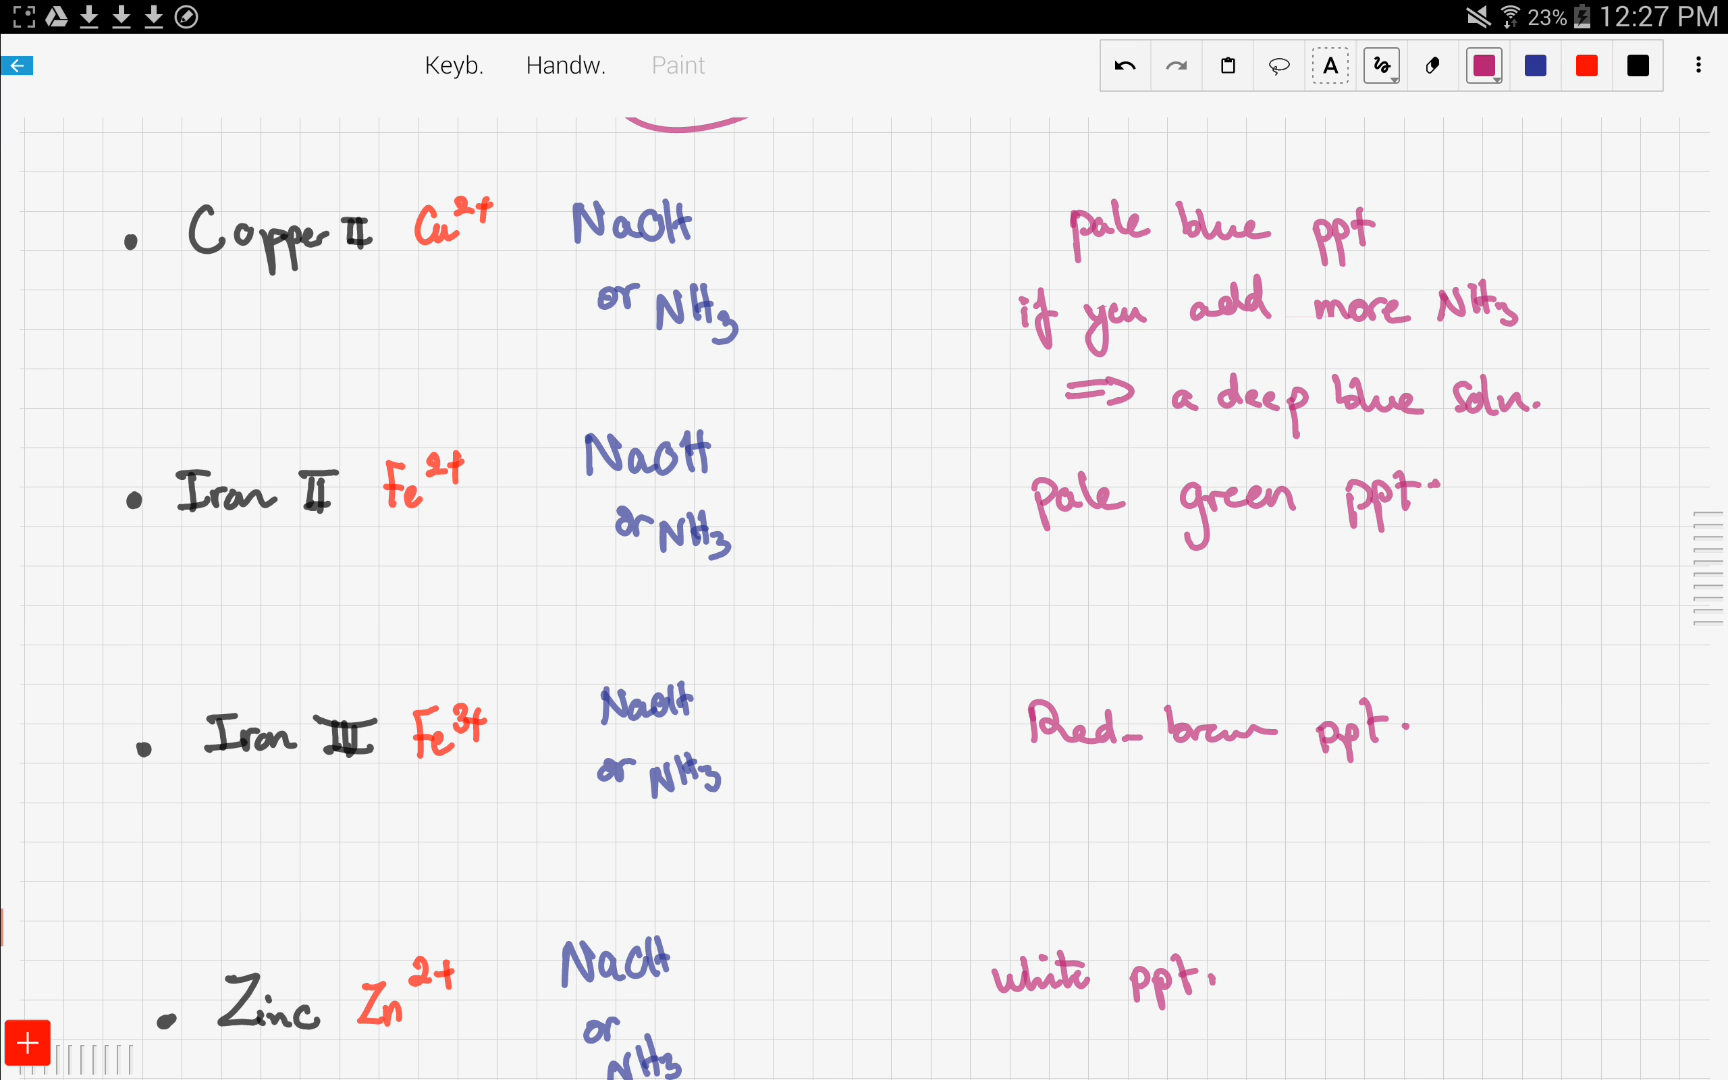 23% 12:27 PM
Keyb. Handw. Paint A
• Copper II Cu²⁺ NaOH pale blue ppt
or NH₃ if you add more NH₃
⇒ a deep blue soln.
• Iron II Fe²⁺ NaOH pale green ppt.
or NH₃
• Iron III Fe³⁺ NaOH Red-brown ppt.
or NH₃
• Zinc Zn²⁺ NaOH white ppt.
or
NH₃